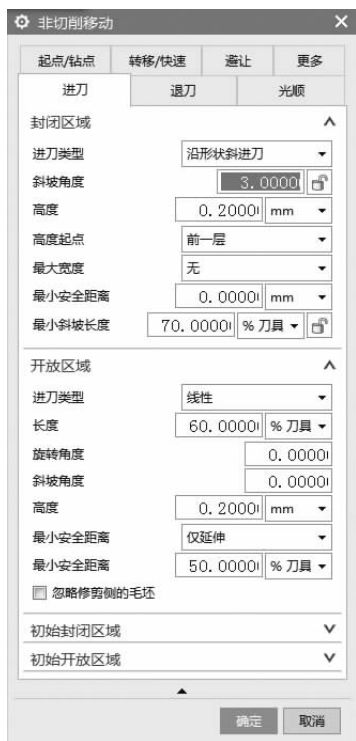 非切削移动
起点/钻点 转移/快速 避让 更多
进刀 退刀 光顺
封闭区域
进刀类型 沿形状斜进刀
斜坡角度 3.0000
高度 0.2000 mm
高度起点 前一层
最大宽度 无
最小安全距离 0.0000 mm
最小斜坡长度 70.0000 % 刀具
开放区域
进刀类型 线性
长度 60.0000 % 刀具
旋转角度 0.0000
斜坡角度 0.0000
高度 0.2000 mm
最小安全距离 仅延伸
最小安全距离 50.0000 % 刀具
忽略修剪侧的毛坯
初始封闭区域
初始开放区域
确定 取消